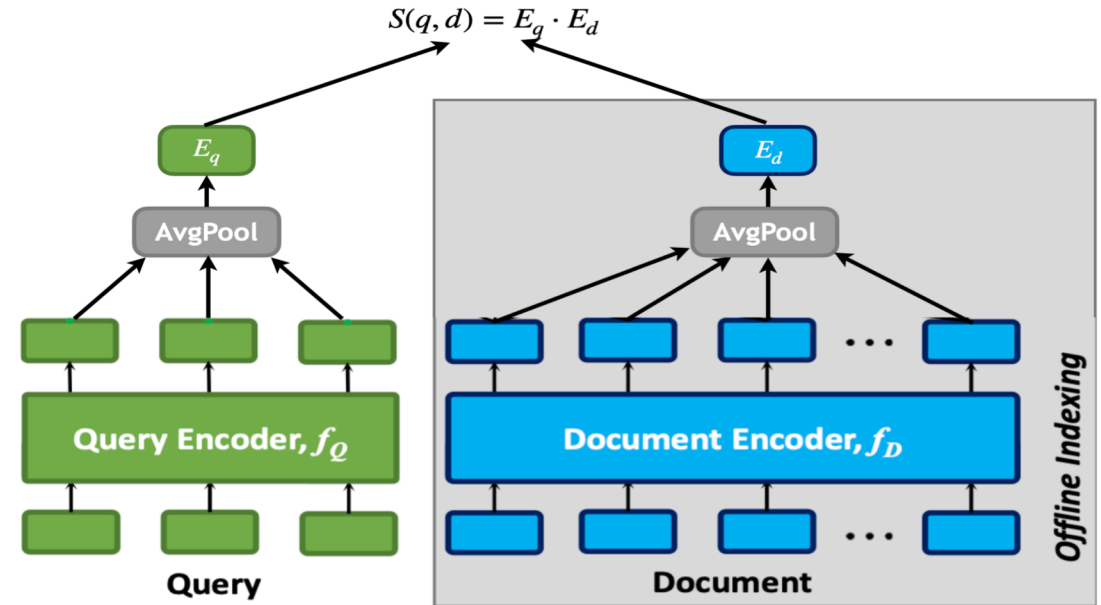 S(q, d) = E_q · E_d
E_q
E_d
AvgPool
AvgPool
Query Encoder, f_Q
Document Encoder, f_D
Offline Indexing
Query
Document